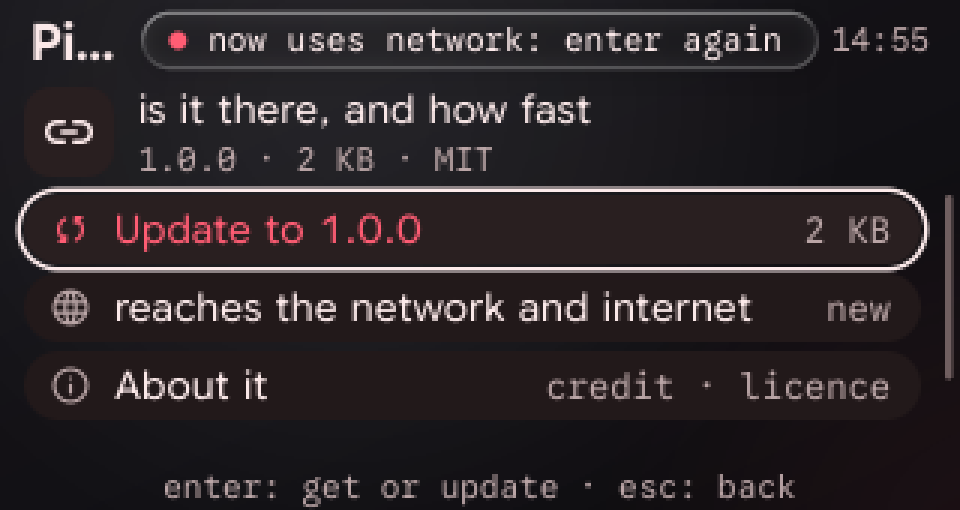 Pi... now uses network: enter again 14:55
is it there, and how fast
1.0.0 · 2 KB · MIT
Update to 1.0.0 2 KB
reaches the network and internet new
About it credit · licence
enter: get or update · esc: back